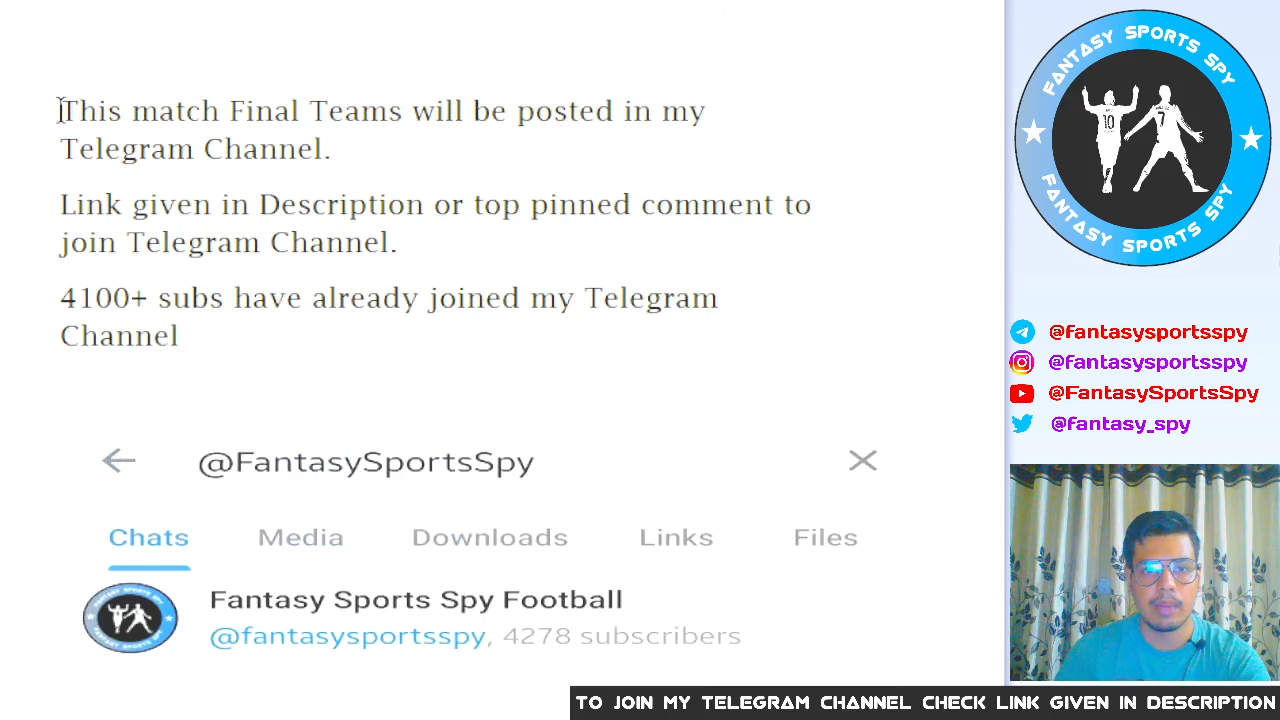 This match Final Teams will be posted in my
Telegram Channel.
Link given in Description or top pinned comment to
join Telegram Channel.
4100+ subs have already joined my Telegram
Channel
@FantasySportsSpy
Chats Media Downloads Links Files
Fantasy Sports Spy Football
@fantasysportsspy, 4278 subscribers
FANTASY SPORTS SPY
10 7
FANTASY SPORTS SPY
@fantasysportsspy
@fantasysportsspy
@FantasySportsSpy
@fantasy_spy
TO JOIN MY TELEGRAM CHANNEL CHECK LINK GIVEN IN DESCRIPTION